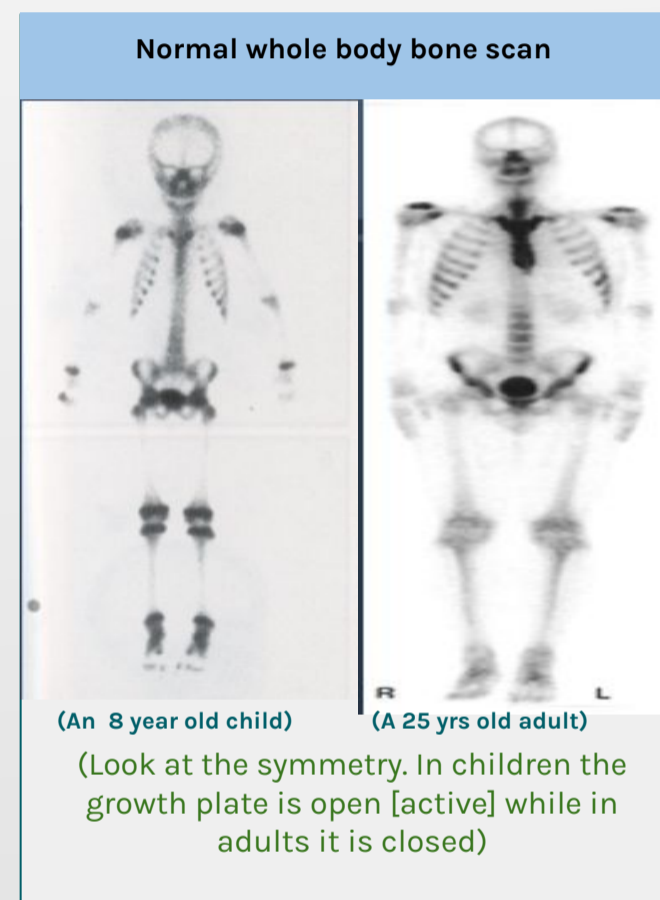 Normal whole body bone scan
R
L
(An 8 year old child)
(A 25 yrs old adult)
(Look at the symmetry. In children the
growth plate is open [active] while in
adults it is closed)